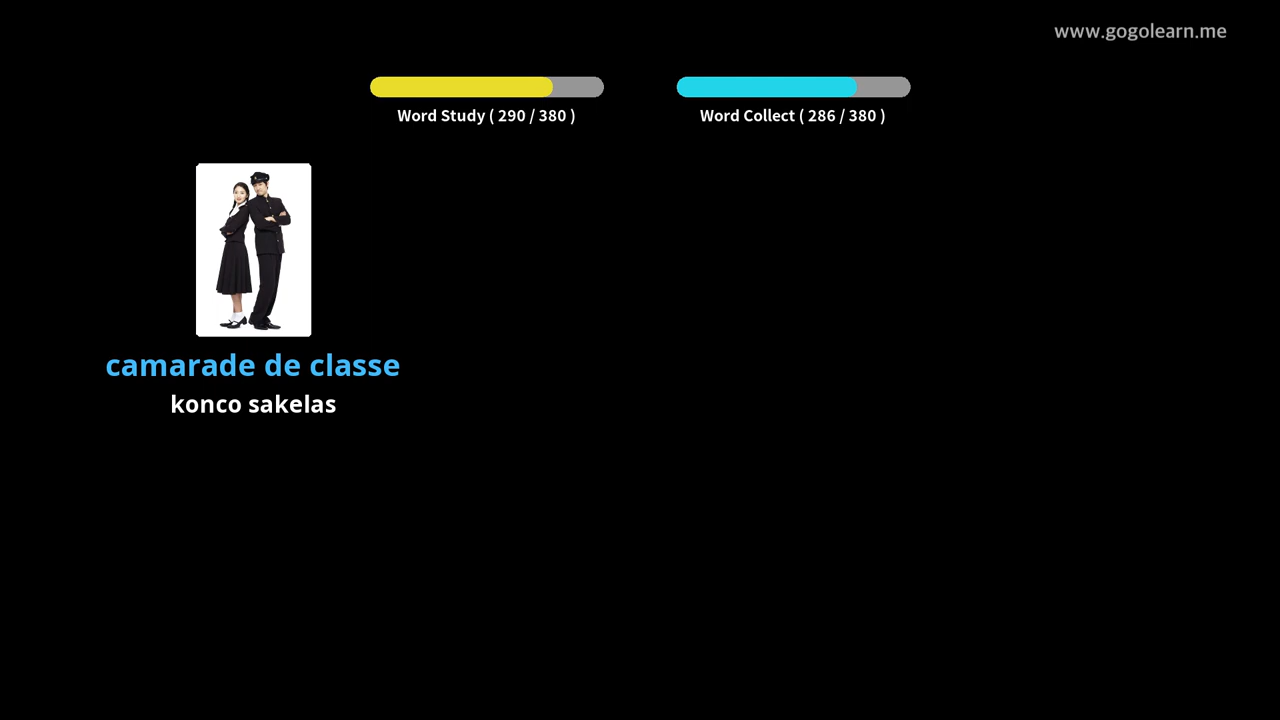 www.gogolearn.me
Word Study ( 290 / 380 )
Word Collect ( 286 / 380 )
camarade de classe
konco sakelas